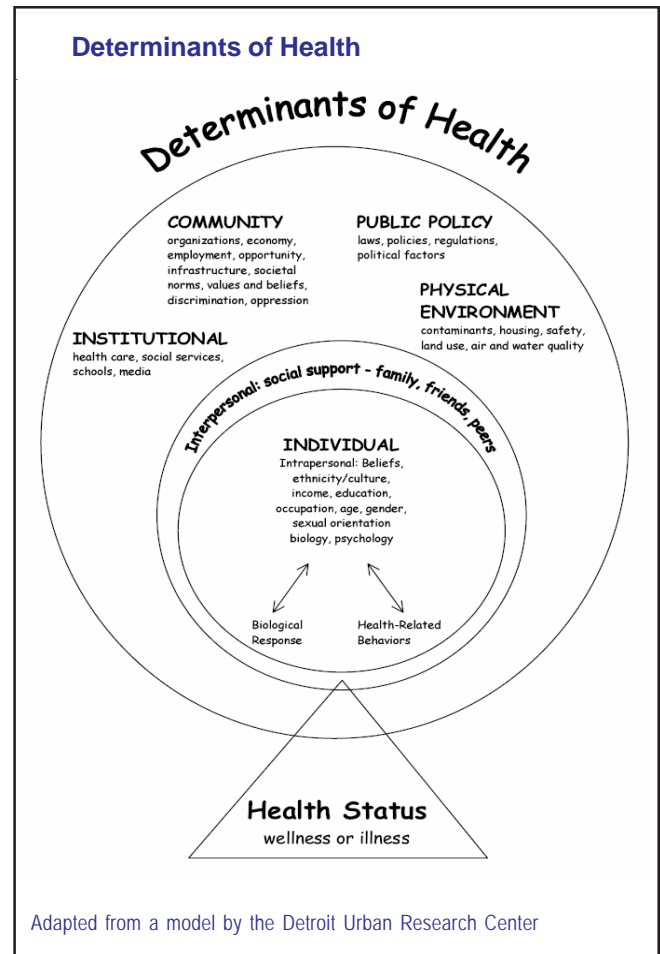 Determinants of Health
Determinants of Health
COMMUNITY
organizations, economy,
employment, opportunity,
infrastructure, societal
norms, values and beliefs,
discrimination, oppression
PUBLIC POLICY
laws, policies, regulations,
political factors
PHYSICAL
ENVIRONMENT
contaminants, housing, safety,
land use, air and water quality
INSTITUTIONAL
health care, social services,
schools, media
Interpersonal: social support - family, friends, peers
INDIVIDUAL
Intrapersonal: Beliefs,
ethnicity/culture,
income, education,
occupation, age, gender,
sexual orientation
biology, psychology
Biological
Response
Health-Related
Behaviors
Health Status
wellness or illness
Adapted from a model by the Detroit Urban Research Center